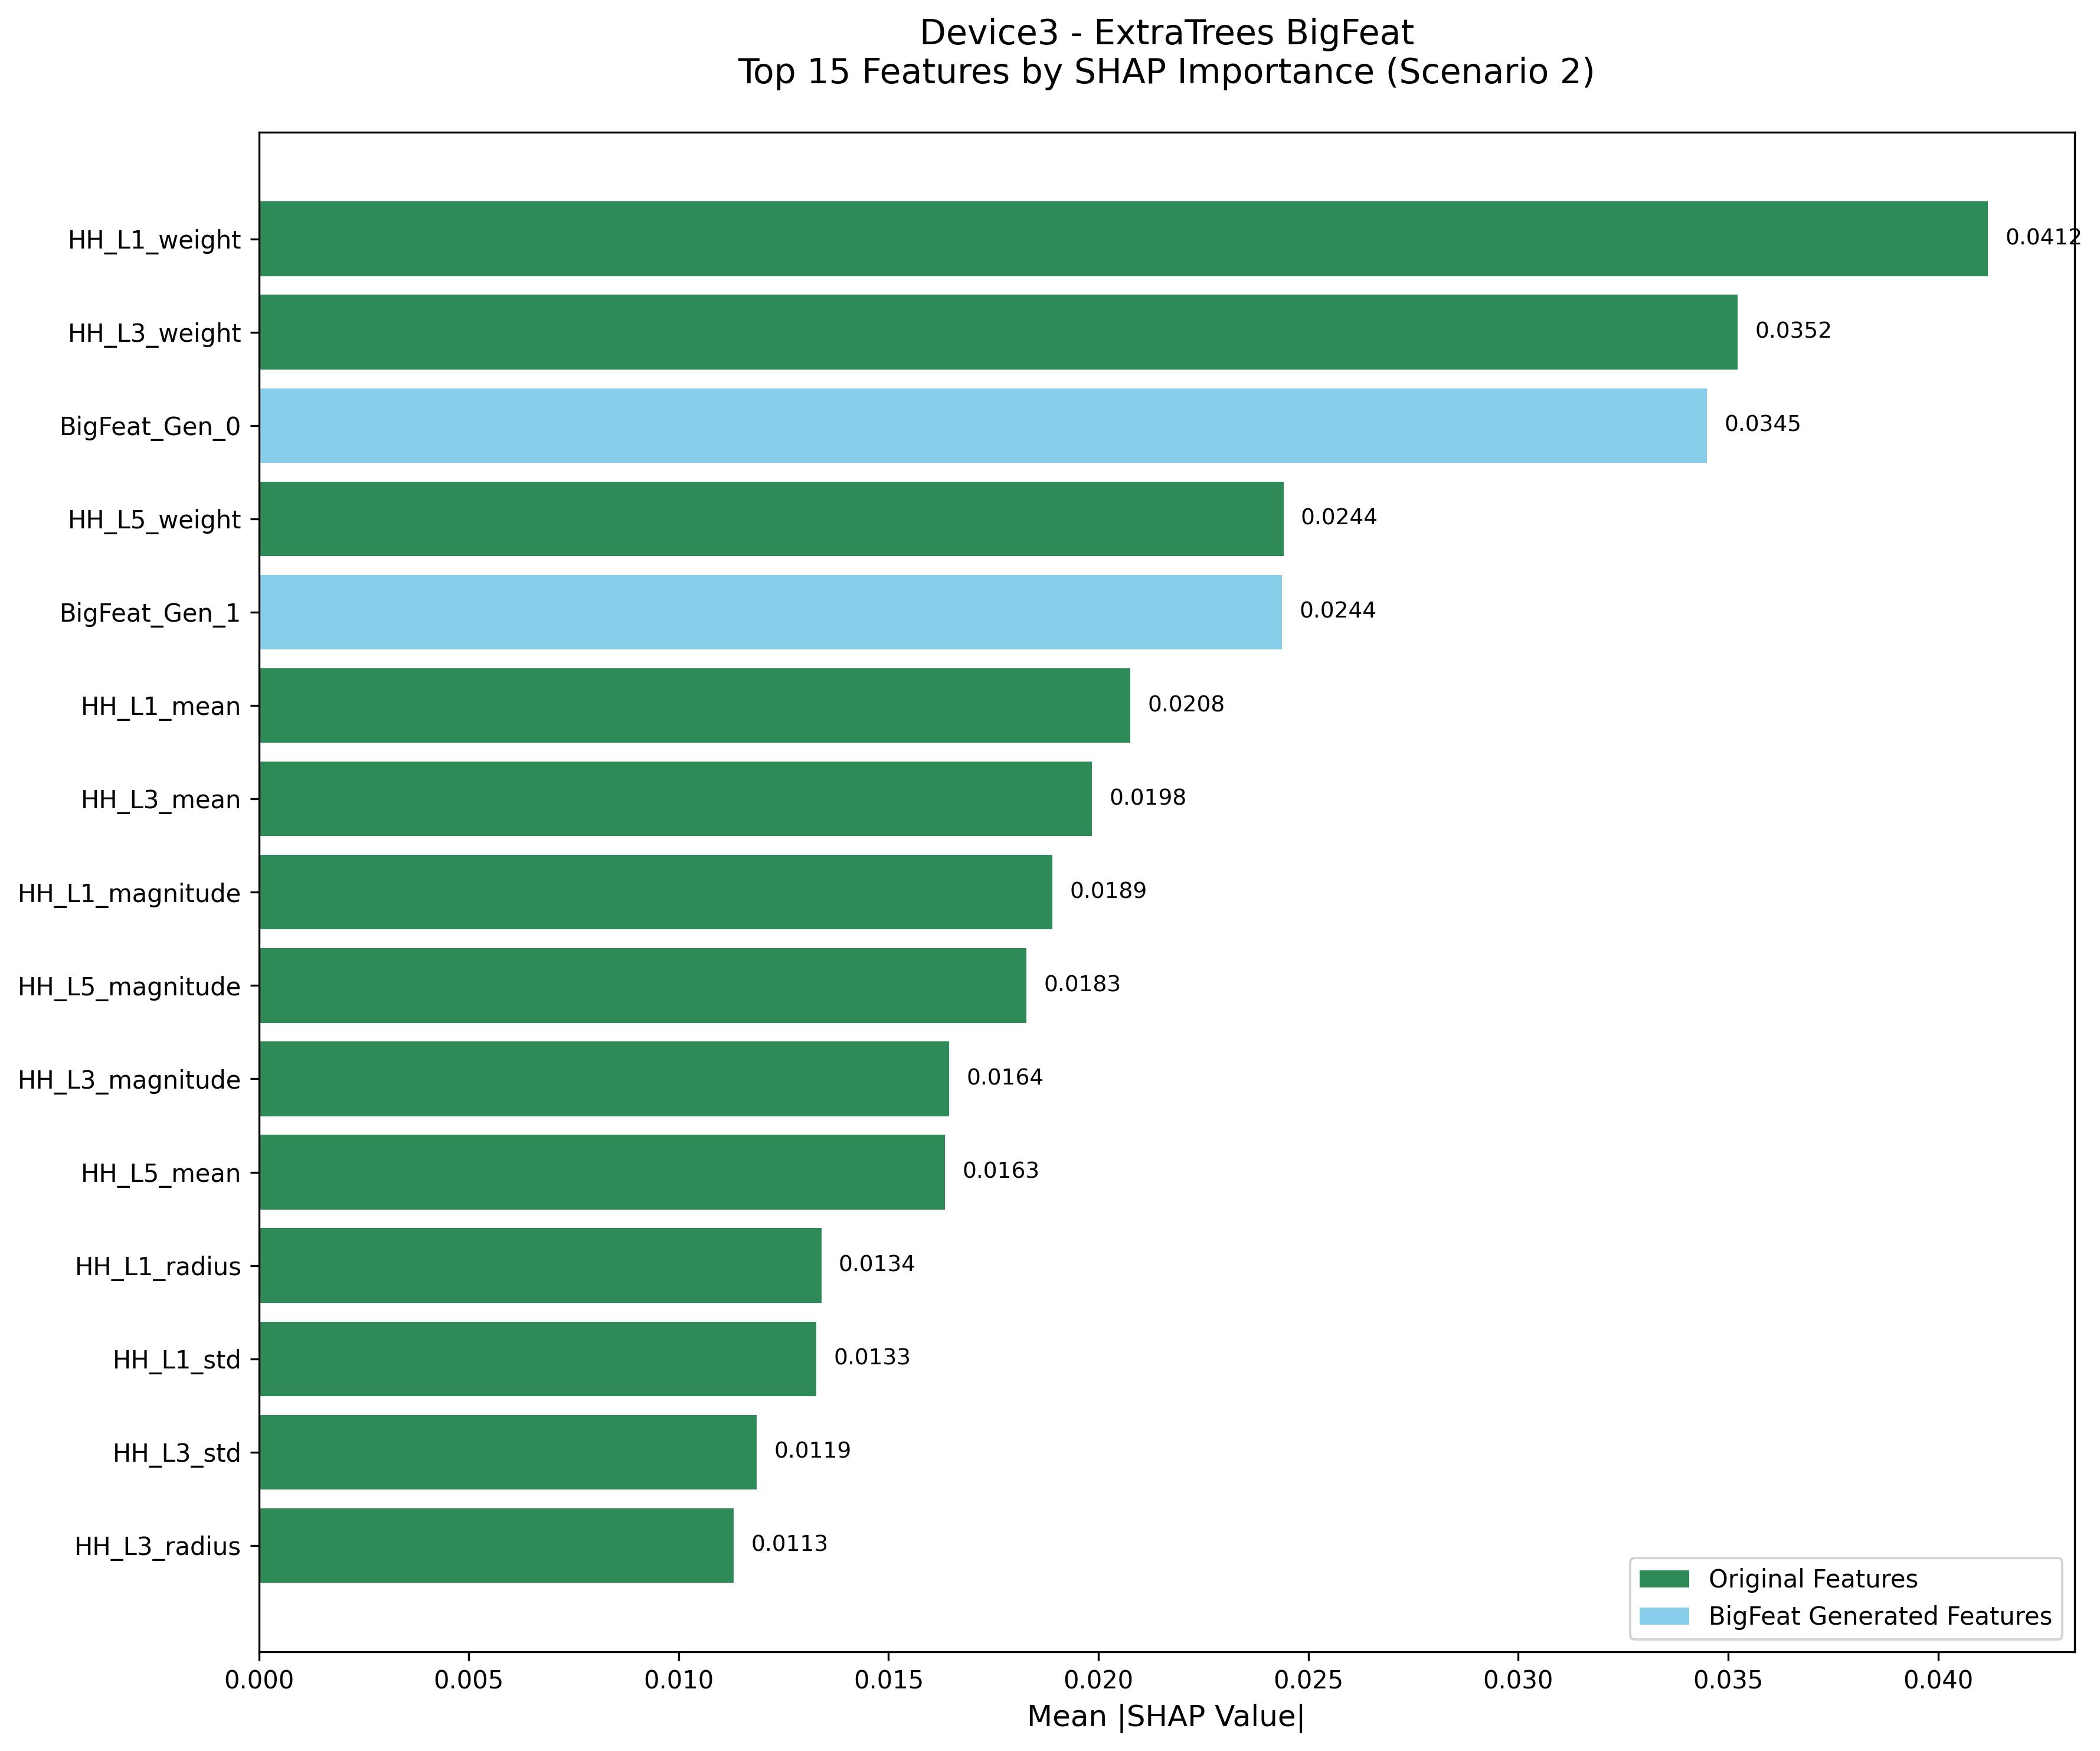 Device3 - ExtraTrees BigFeat
Top 15 Features by SHAP Importance (Scenario 2)
HH_L1_weight 0.0412
HH_L3_weight 0.0352
BigFeat_Gen_0 0.0345
HH_L5_weight 0.0244
BigFeat_Gen_1 0.0244
HH_L1_mean 0.0208
HH_L3_mean 0.0198
HH_L1_magnitude 0.0189
HH_L5_magnitude 0.0183
HH_L3_magnitude 0.0164
HH_L5_mean 0.0163
HH_L1_radius 0.0134
HH_L1_std 0.0133
HH_L3_std 0.0119
HH_L3_radius 0.0113
Original Features
BigFeat Generated Features
0.000 0.005 0.010 0.015 0.020 0.025 0.030 0.035 0.040
Mean |SHAP Value|